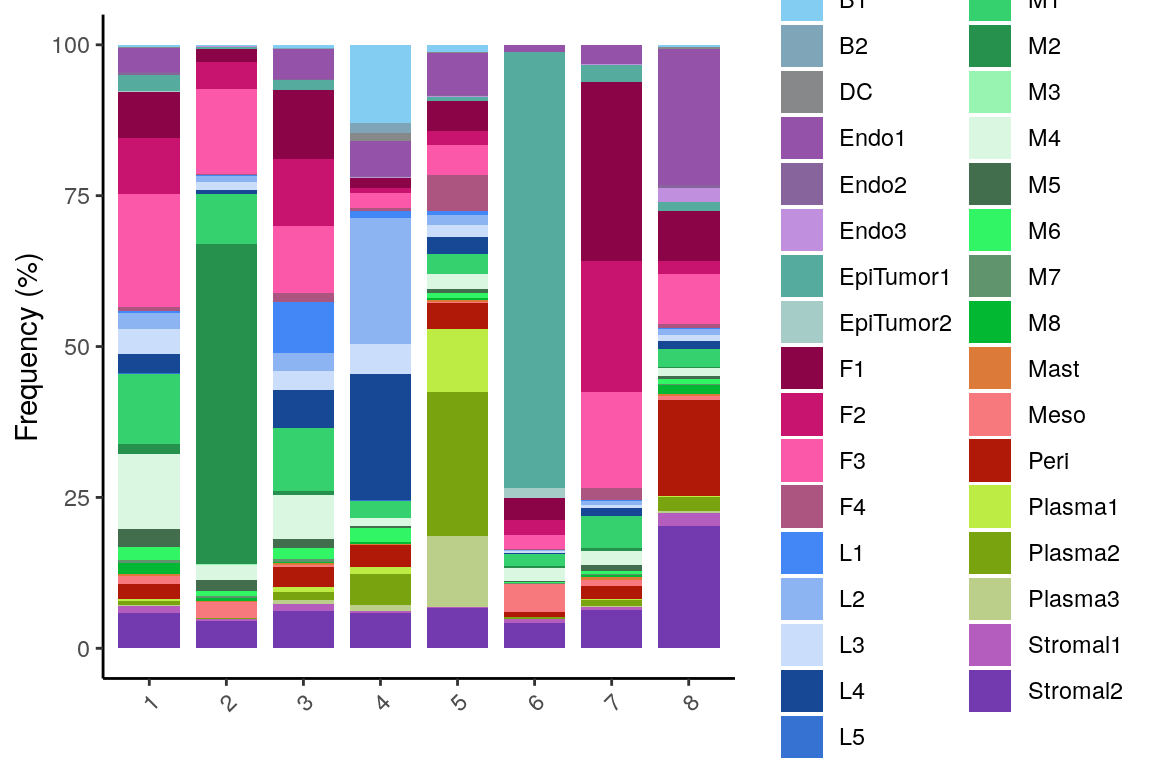 Frequency (%)
100
75
50
25
0
1
2
3
4
5
6
7
8
B1
B2
DC
Endo1
Endo2
Endo3
EpiTumor1
EpiTumor2
F1
F2
F3
F4
L1
L2
L3
L4
L5
M1
M2
M3
M4
M5
M6
M7
M8
Mast
Meso
Peri
Plasma1
Plasma2
Plasma3
Stromal1
Stromal2